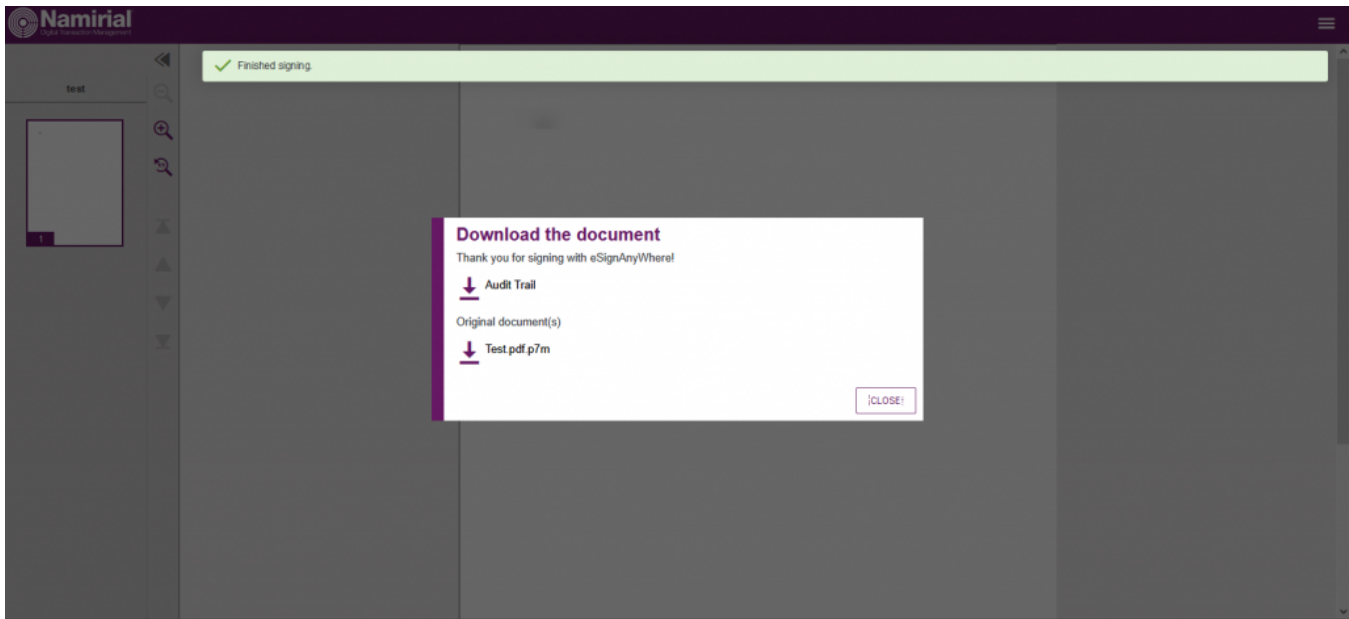 Namirial
Digital Transaction Management
Finished signing.
test
1
Download the document
Thank you for signing with eSignAnyWhere!
Audit Trail
Original document(s)
Test.pdf.p7m
CLOSE